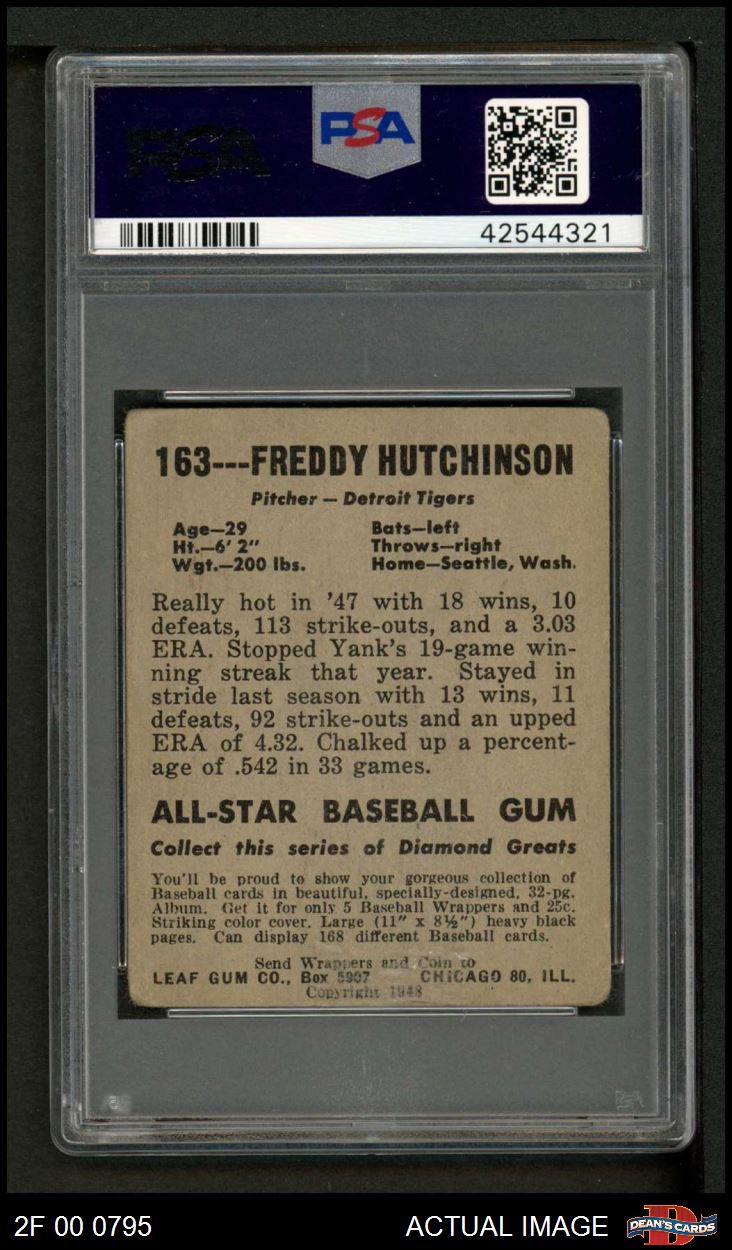 PSA
PSA
42544321
163---FREDDY HUTCHINSON
Pitcher — Detroit Tigers
Age—29
Bats—left
Ht.—6' 2"
Throws—right
Wgt.—200 lbs.
Home—Seattle, Wash.
Really hot in '47 with 18 wins, 10
defeats, 113 strike-outs, and a 3.03
ERA. Stopped Yank's 19-game win-
ning streak that year. Stayed in
stride last season with 13 wins, 11
defeats, 92 strike-outs and an upped
ERA of 4.32. Chalked up a percent-
age of .542 in 33 games.
ALL-STAR BASEBALL GUM
Collect this series of Diamond Greats
You'll be proud to show your gorgeous collection of
Baseball cards in beautiful, specially-designed, 32-pg.
Album. Get it for only 5 Baseball Wrappers and 25c.
Striking color cover. Large (11" x 8½") heavy black
pages. Can display 168 different Baseball cards.
Send Wrappers and Coin to
LEAF GUM CO., Box 5907 CHICAGO 80, ILL.
Copyright 1948
2F 00 0795
ACTUAL IMAGE
DEAN'S CARDS